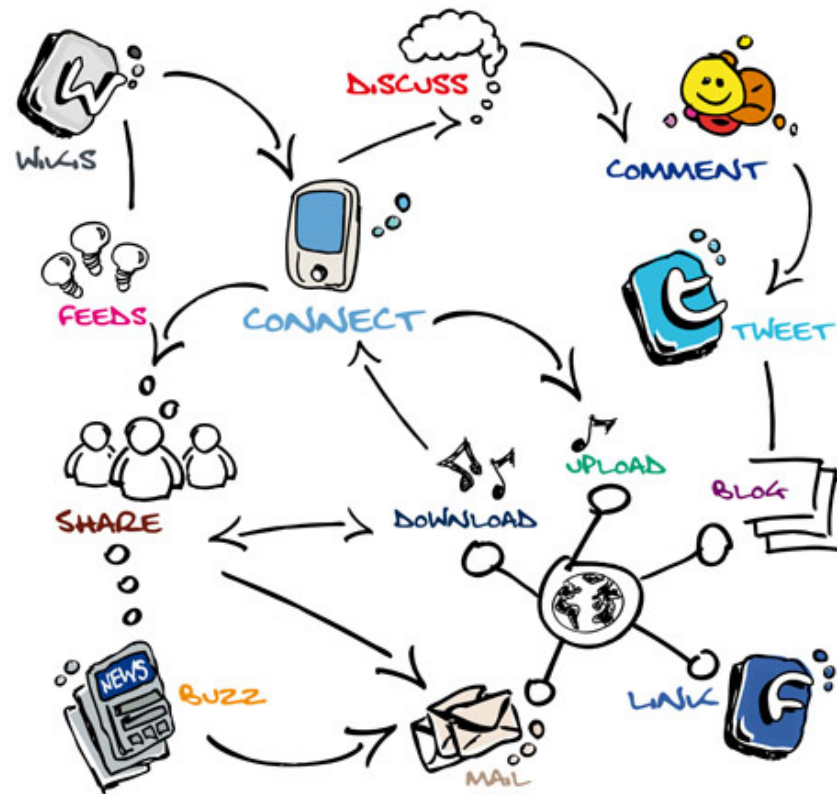 W
DISCUSS
WIKIS
COMMENT
FEEDS
CONNECT
TWEET
UPLOAD
BLOG
SHARE
DOWNLOAD
NEWS
BUZZ
LINK
F
MAIL